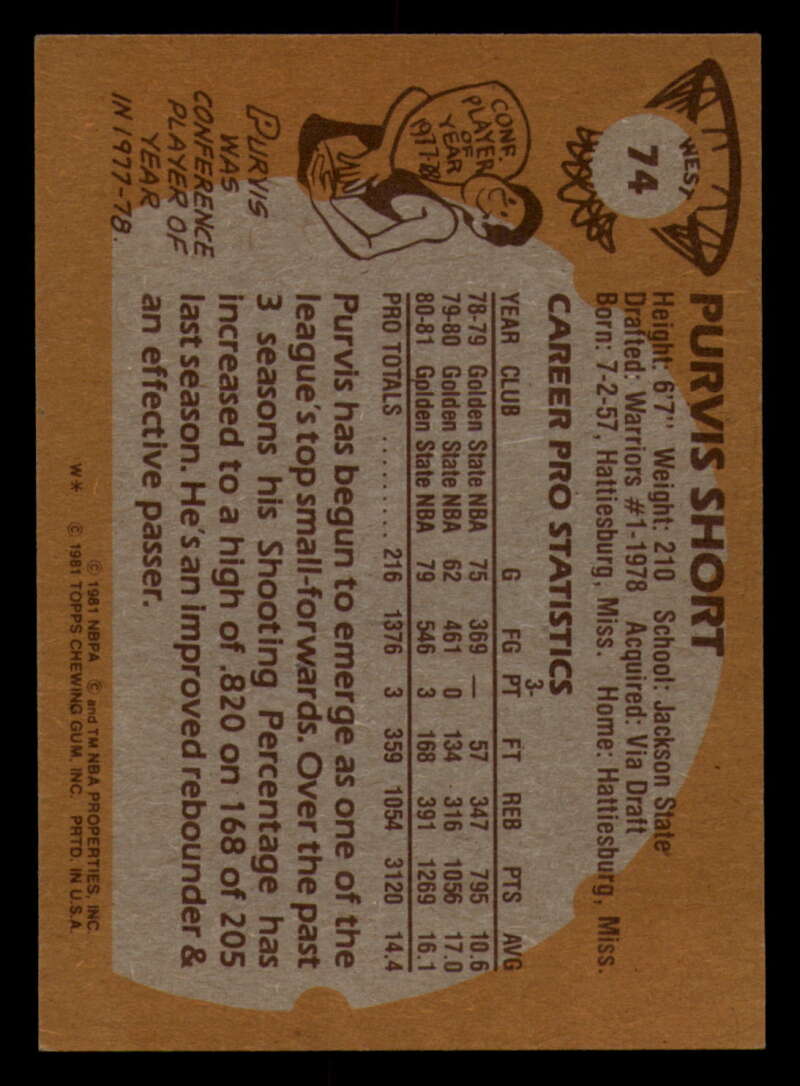 WEST
74
PURVIS SHORT
Height: 6'7" Weight: 210 School: Jackson State
Drafted: Warriors #1-1978 Acquired: Via Draft
Born: 7-2-57, Hattiesburg, Miss. Home: Hattiesburg, Miss.
CAREER PRO STATISTICS
3-
YEAR CLUB G FG PT FT REB PTS AVG
78-79 Golden State NBA 75 369 — 57 347 795 10.6
79-80 Golden State NBA 62 461 0 134 316 1056 17.0
80-81 Golden State NBA 79 546 3 168 391 1269 16.1
PRO TOTALS .......... 216 1376 3 359 1054 3120 14.4
CONF.
PLAYER
OF
YEAR
1977-78
PURVIS
WAS
CONFERENCE
PLAYER OF
YEAR
IN 1977-78.
Purvis has begun to emerge as one of the
league's top small-forwards. Over the past
3 seasons his Shooting Percentage has
increased to a high of .820 on 168 of 205
last season. He's an improved rebounder &
an effective passer.
© 1981 NBPA © and TM NBA PROPERTIES, INC.
W* © 1981 TOPPS CHEWING GUM, INC. PRTD. IN U.S.A.